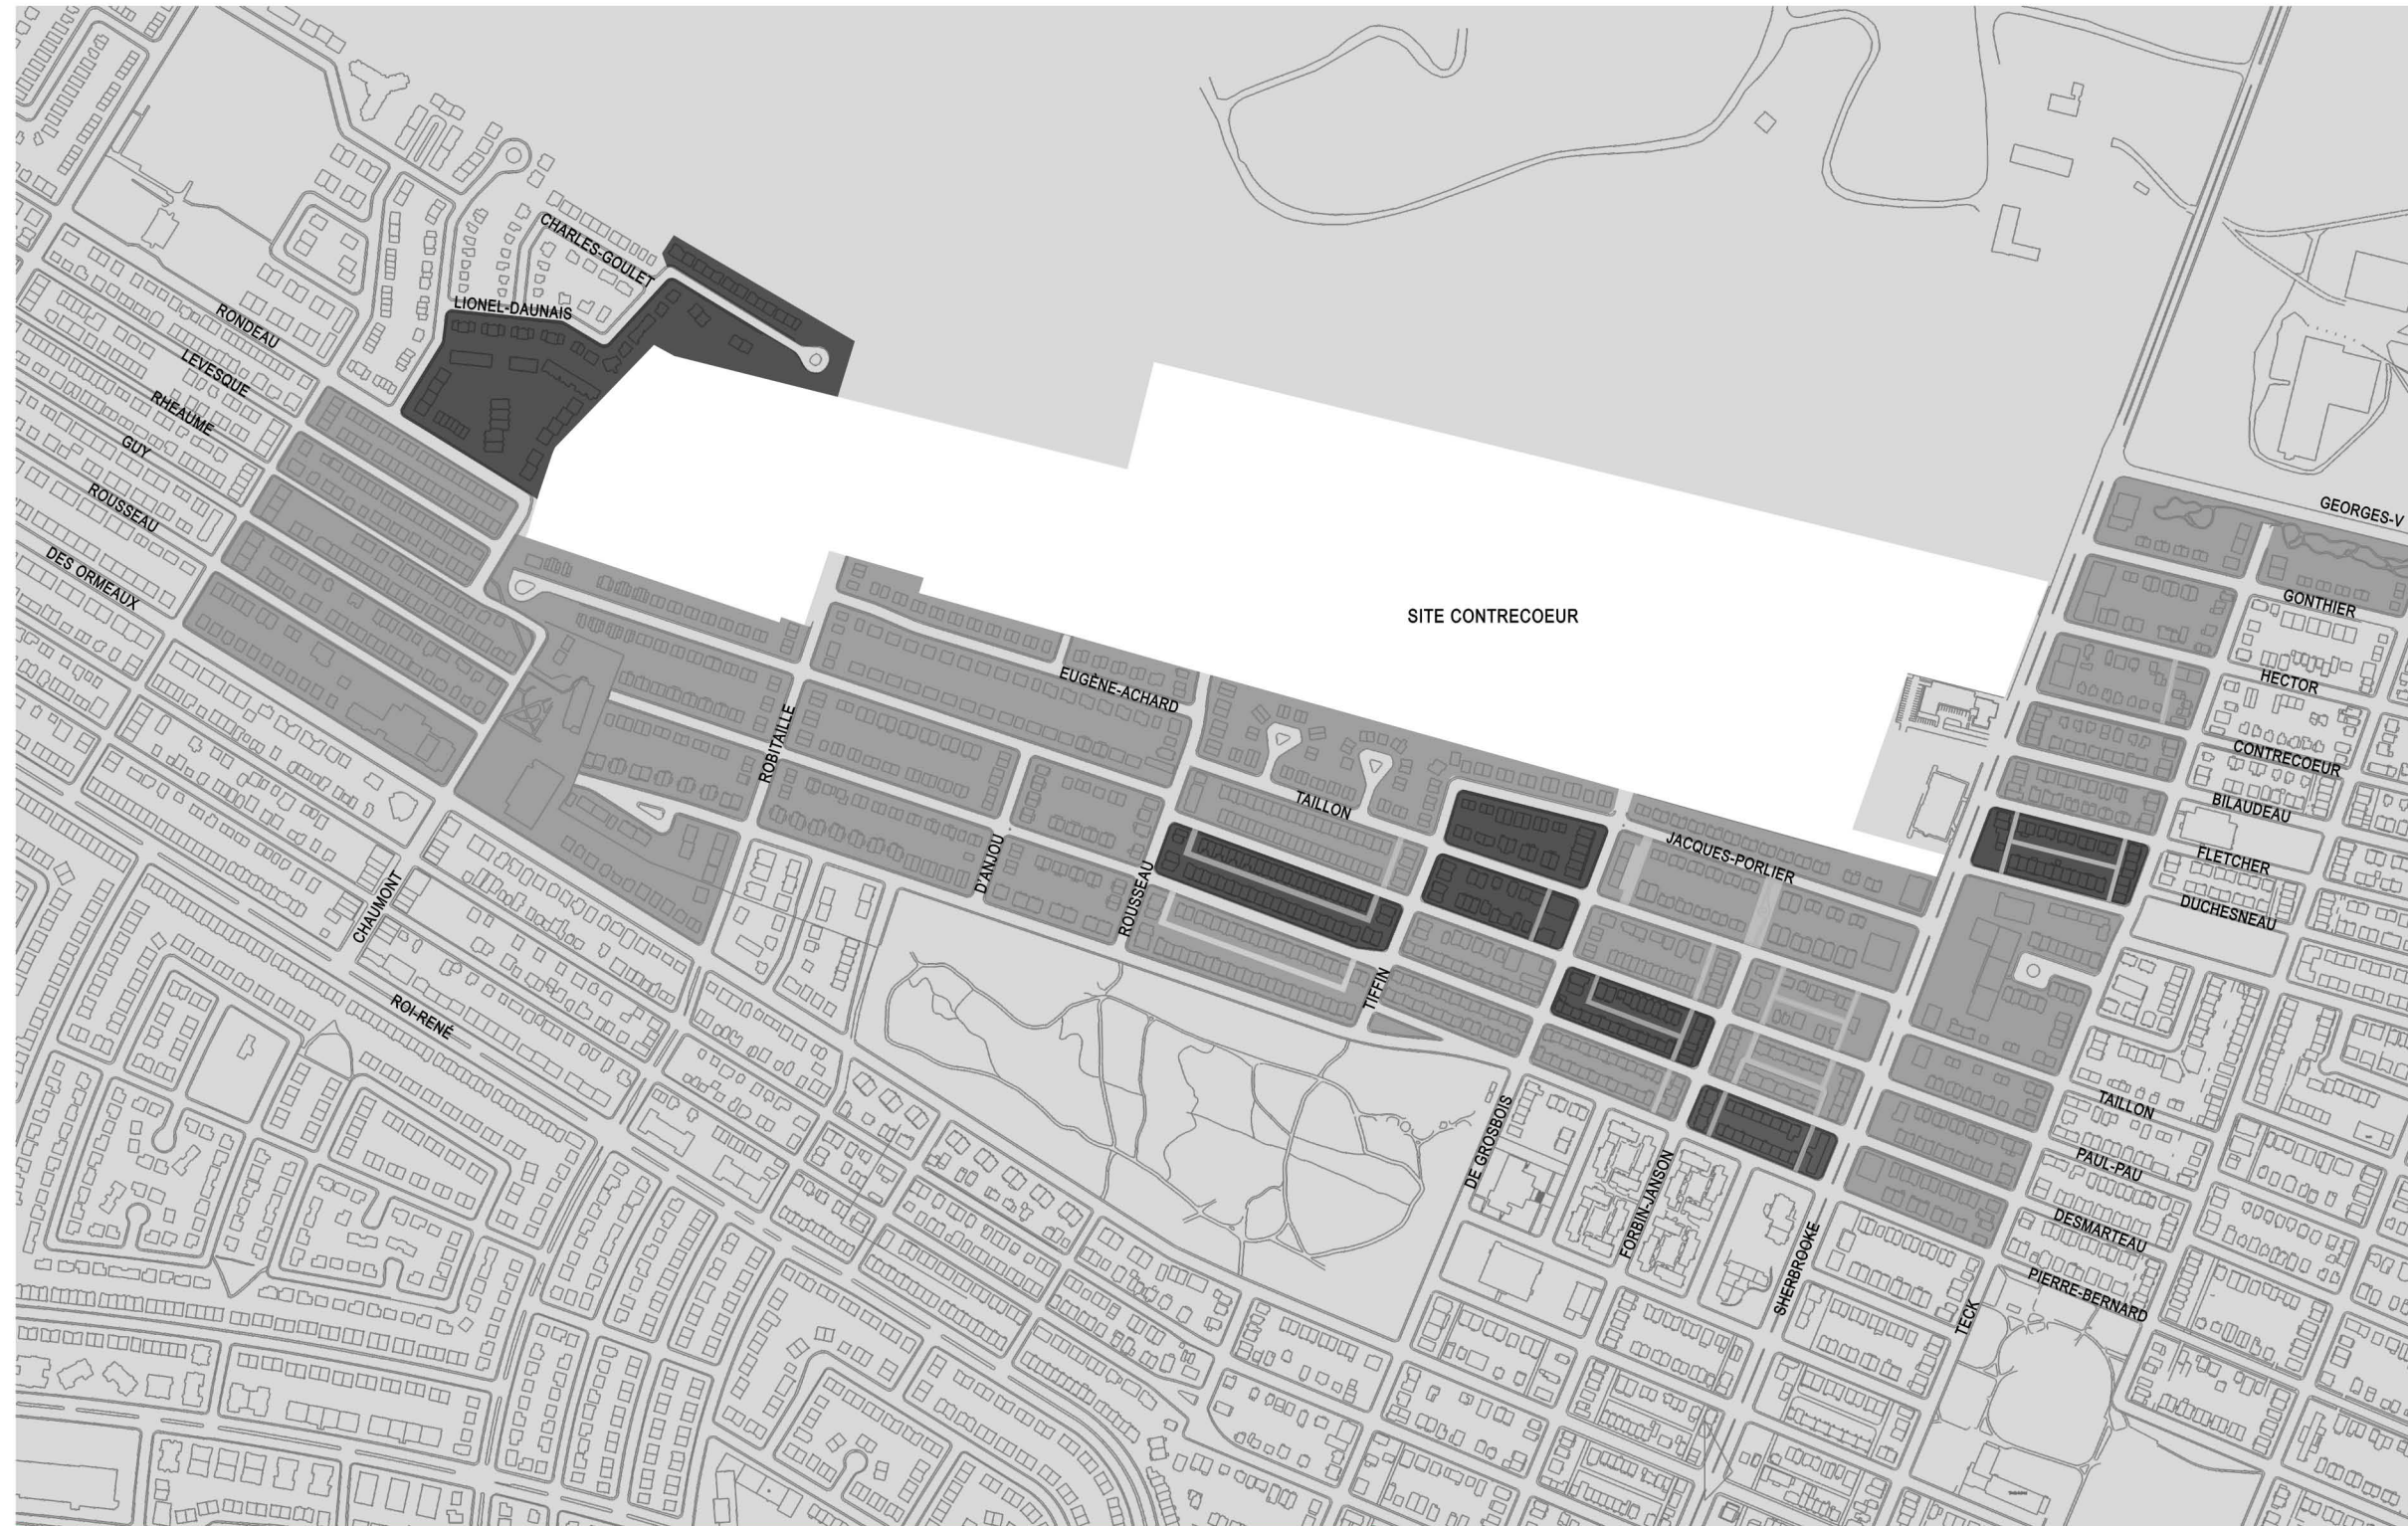 CHARLES-GOULET
LIONEL-DAUNAIS
RONDEAU
LEVESQUE
RHEAUME
GUY
ROUSSEAU
DES ORMEAUX
GEORGES-V
GONTHIER
SITE CONTRECOEUR
HECTOR
EUGÈNE-ACHARD
ROBITAILLE
CONTRECOEUR
TAILLON
BILAUDEAU
JACQUES-PORLIER
FLETCHER
D'ANJOU
ROUSSEAU
DUCHESNEAU
CHAUMONT
TIFFIN
ROI-RENÉ
TAILLON
DE GROSBOIS
PAUL-PAU
FORBIN-JANSON
DESMARTEAU
SHERBROOKE
PIERRE-BERNARD
TECK